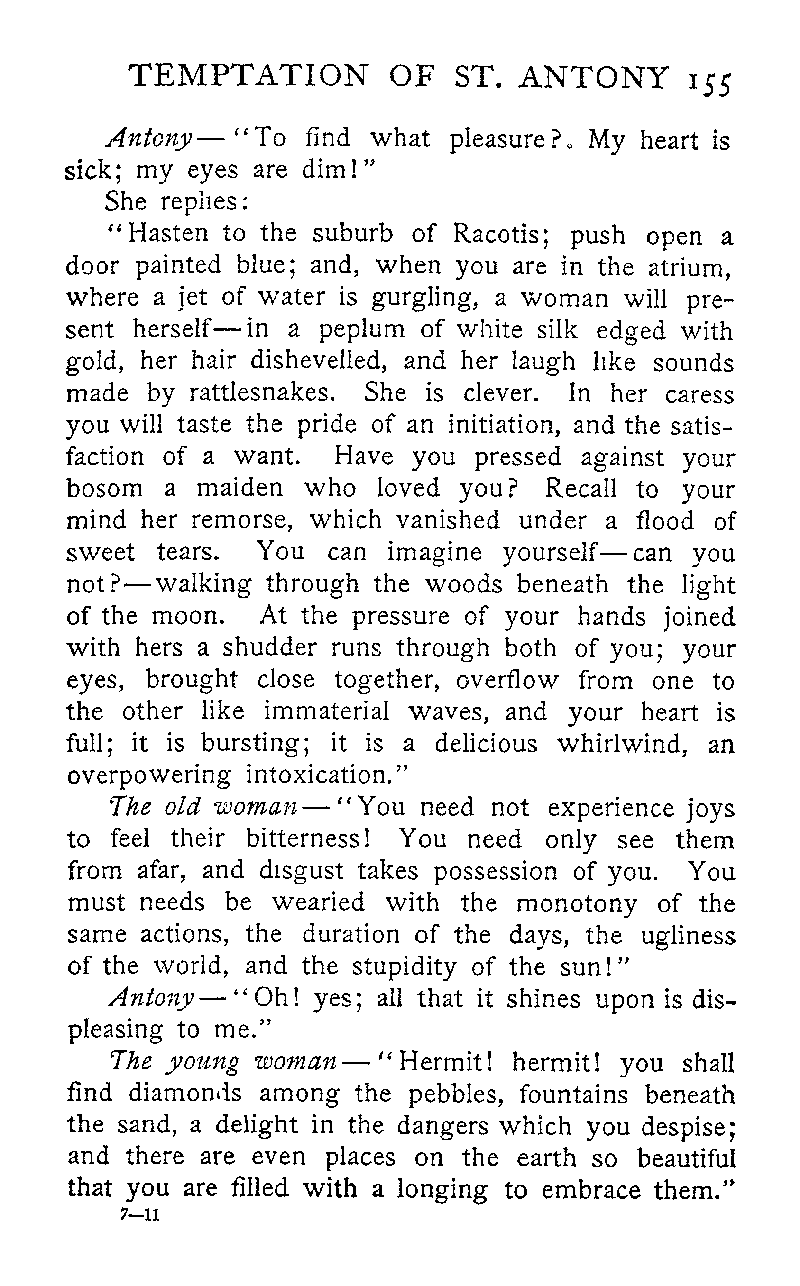 TEMPTATION OF ST. ANTONY 155
Antony— “To find what pleasure?. My heart is
sick; my eyes are dim!”
She replies:
“Hasten to the suburb of Racotis; push open a
door painted blue; and, when you are in the atrium,
where a jet of water is gurgling, a woman will pre-
sent herself—in a peplum of white silk edged with
gold, her hair dishevelled, and her laugh like sounds
made by rattlesnakes. She is clever. In her caress
you will taste the pride of an initiation, and the satis-
faction of a want. Have you pressed against your
bosom a maiden who loved you? Recall to your
mind her remorse, which vanished under a flood of
sweet tears. You can imagine yourself—can you
not?—walking through the woods beneath the light
of the moon. At the pressure of your hands joined
with hers a shudder runs through both of you; your
eyes, brought close together, overflow from one to
the other like immaterial waves, and your heart is
full; it is bursting; it is a delicious whirlwind, an
overpowering intoxication.”
The old woman— “You need not experience joys
to feel their bitterness! You need only see them
from afar, and disgust takes possession of you. You
must needs be wearied with the monotony of the
same actions, the duration of the days, the ugliness
of the world, and the stupidity of the sun!”
Antony— “Oh! yes; all that it shines upon is dis-
pleasing to me.”
The young woman— “Hermit! hermit! you shall
find diamonds among the pebbles, fountains beneath
the sand, a delight in the dangers which you despise;
and there are even places on the earth so beautiful
that you are filled with a longing to embrace them.”
7—11